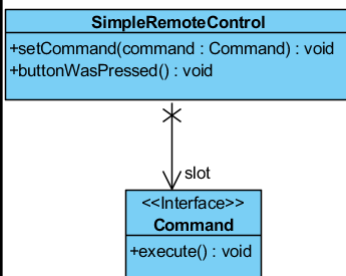 SimpleRemoteControl
+setCommand(command : Command) : void
+buttonWasPressed() : void
slot
<<Interface>>
Command
+execute() : void